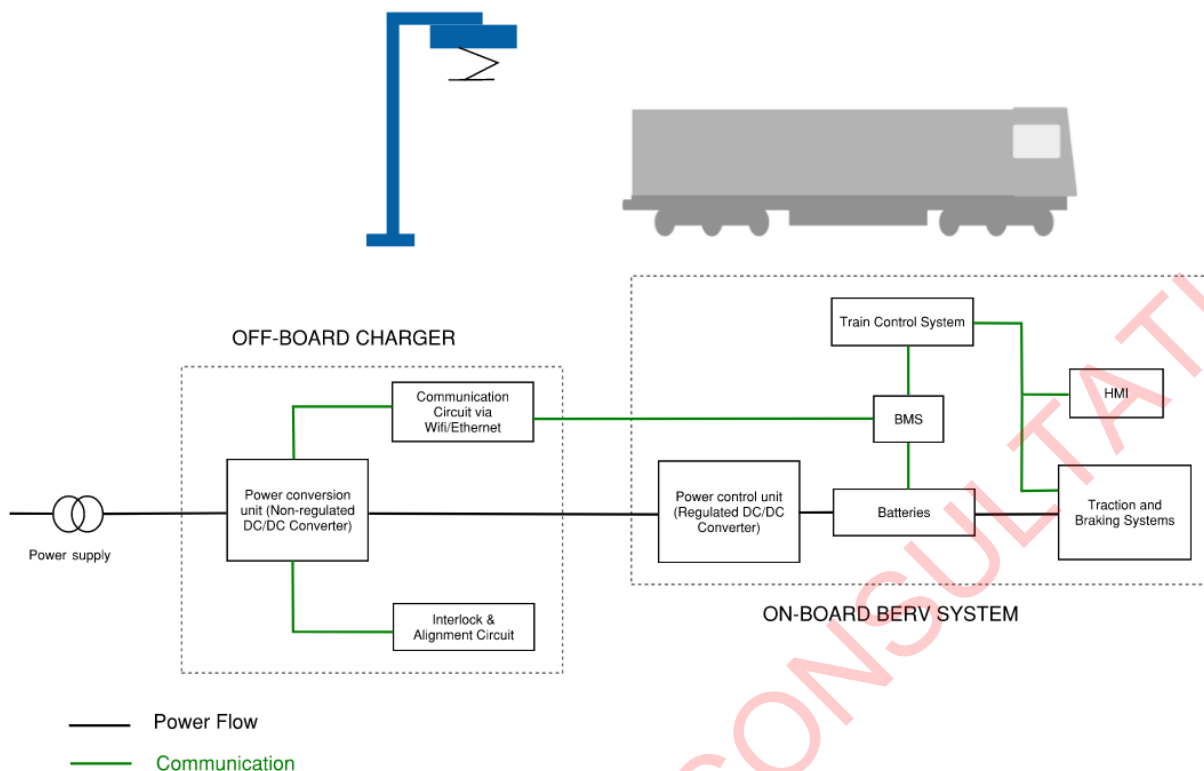 OFF-BOARD CHARGER
Communication
Circuit via
Wifi/Ethernet
Power conversion
unit (Non-regulated
DC/DC Converter)
Power supply
Interlock &
Alignment Circuit
Train Control System
HMI
BMS
Power control unit
(Regulated DC/DC
Converter)
Batteries
Traction and
Braking Systems
ON-BOARD BERV SYSTEM
Power Flow
Communication
CONSULTATI